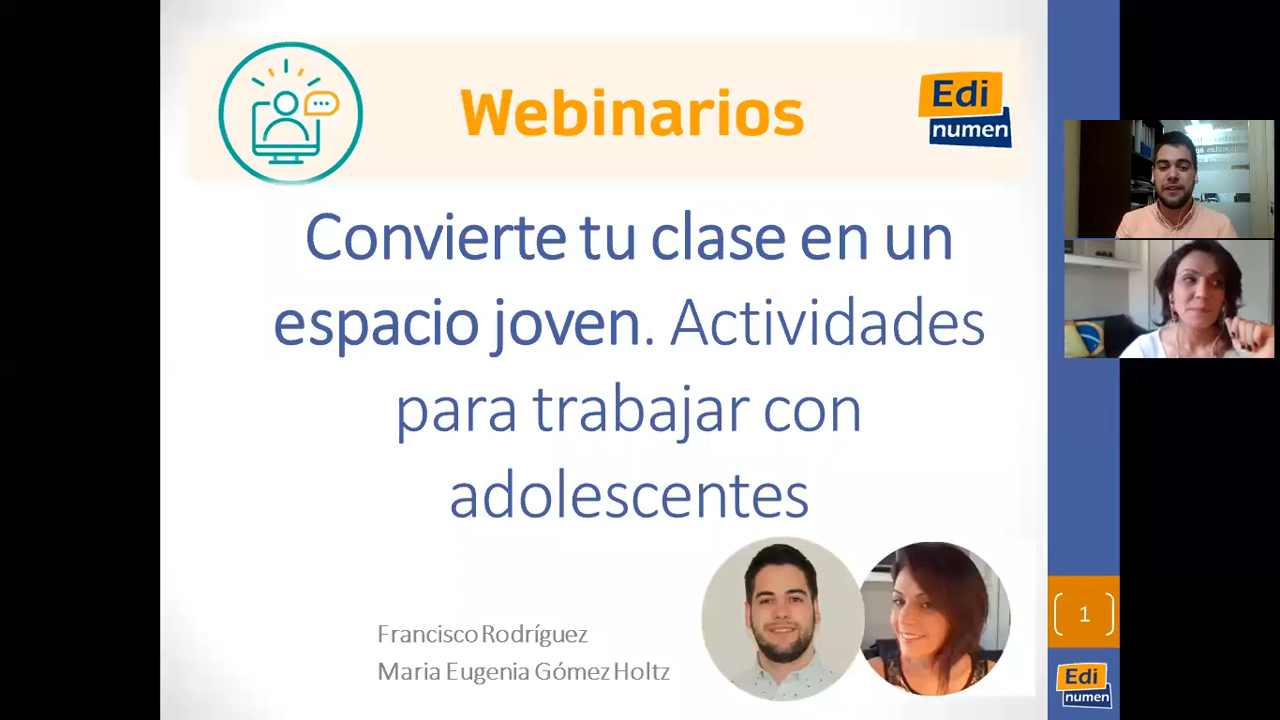 Webinarios
Edi
numen
Convierte tu clase en un
espacio joven. Actividades
para trabajar con
adolescentes
Francisco Rodríguez
Maria Eugenia Gómez Holtz
1
Edi
numen